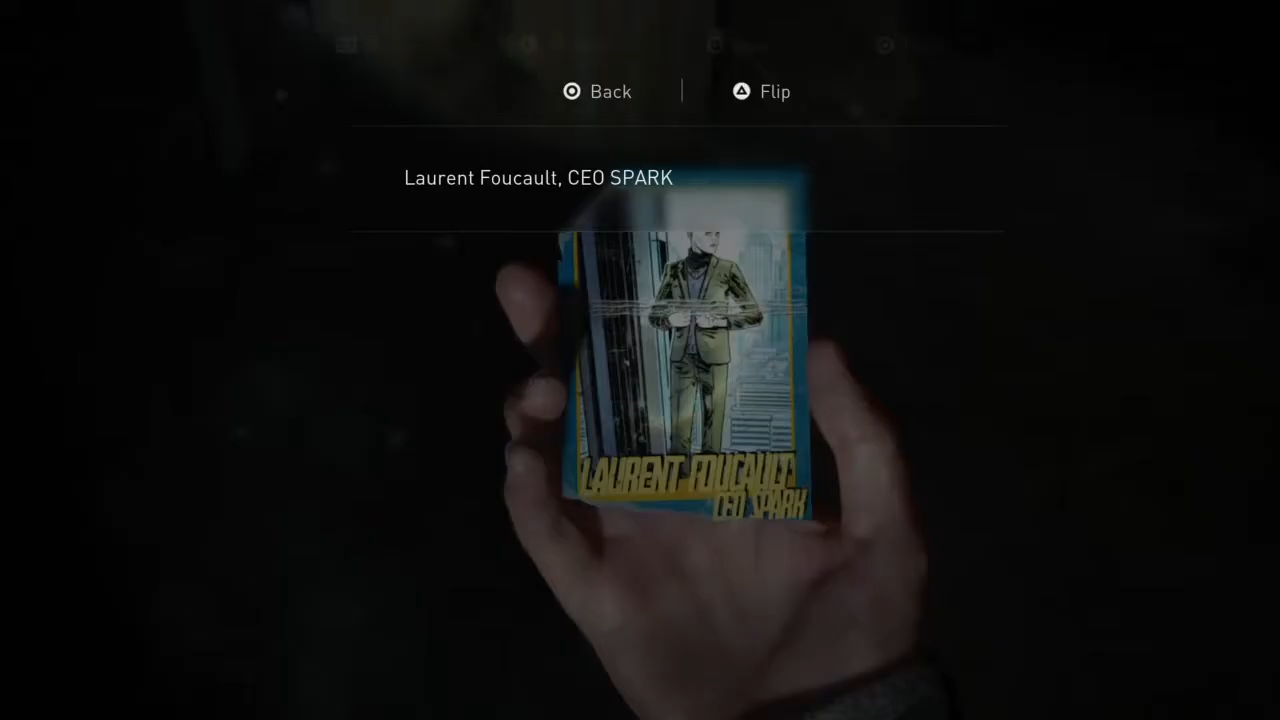 Back
Flip
Laurent Foucault, CEO SPARK
LAURENT FOUCAULT
CEO SPARK